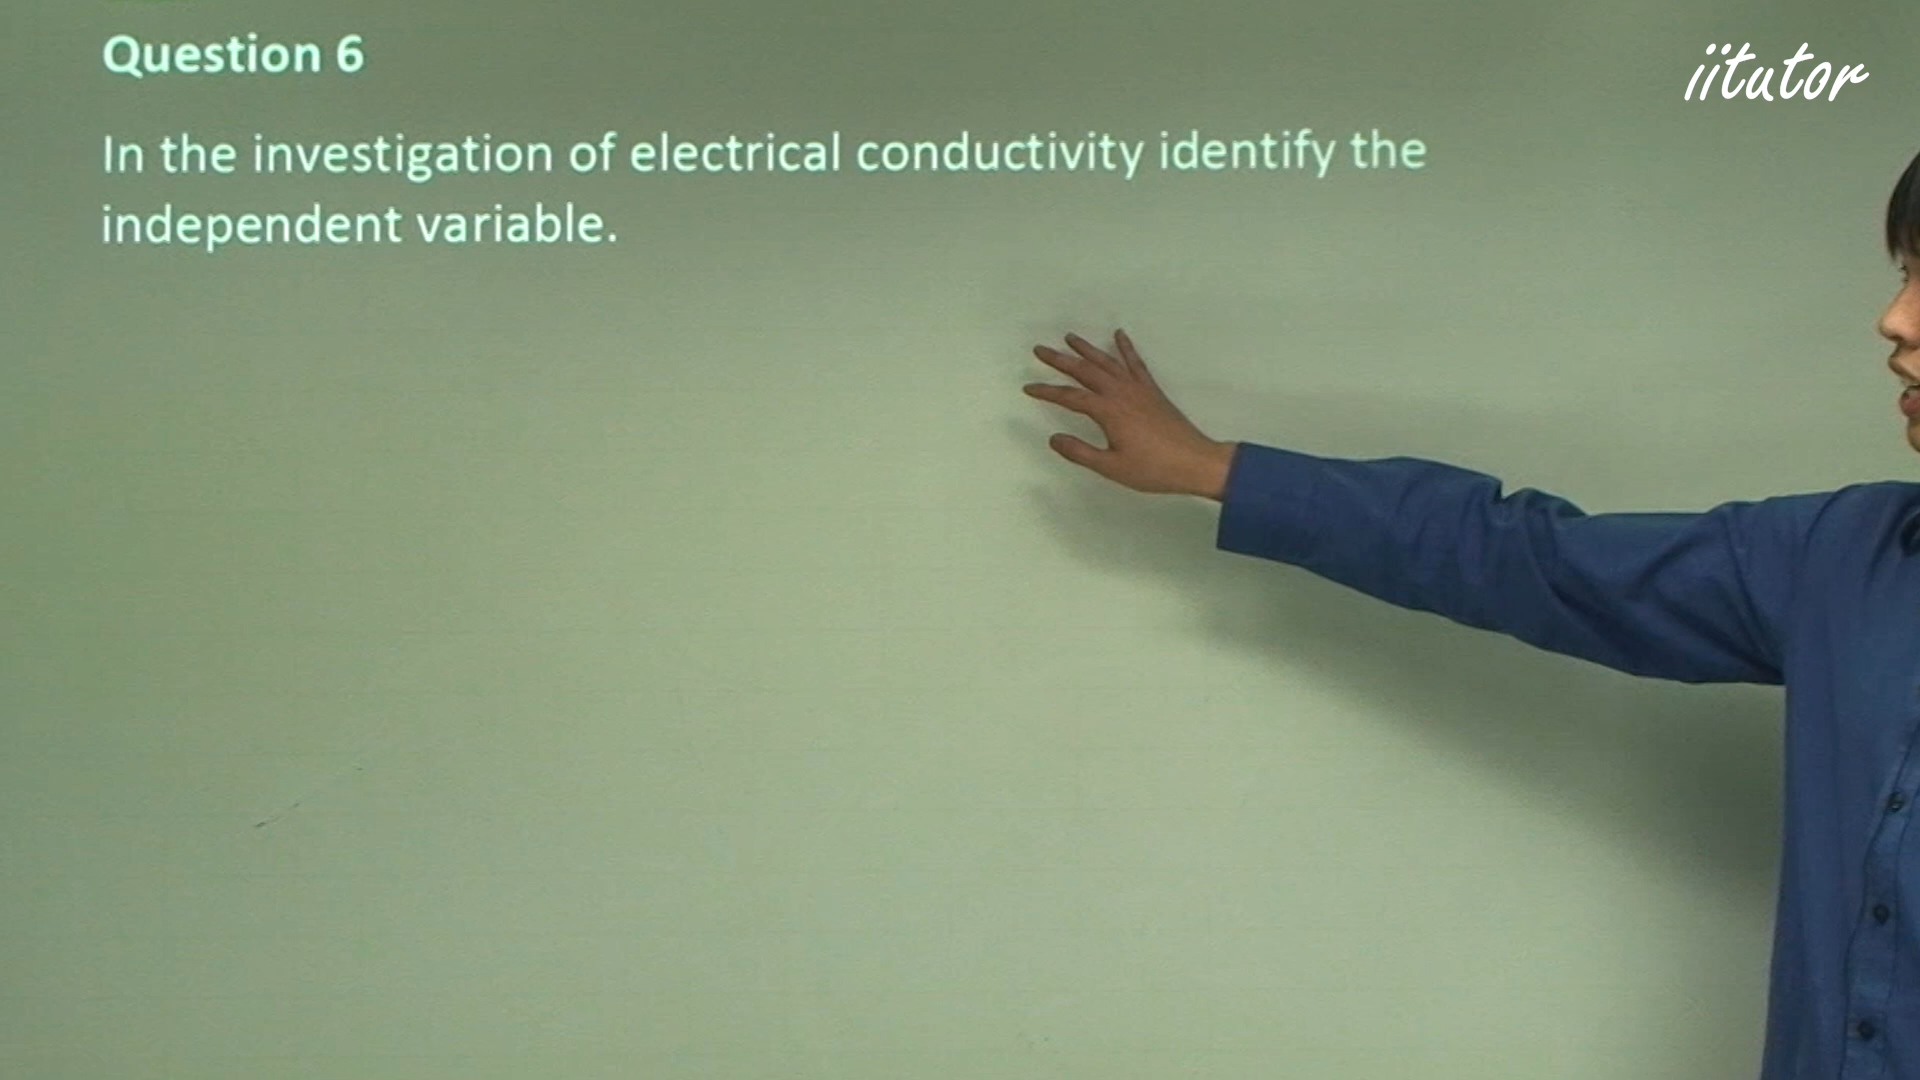 Question 6
iitutor
In the investigation of electrical conductivity identify the
independent variable.